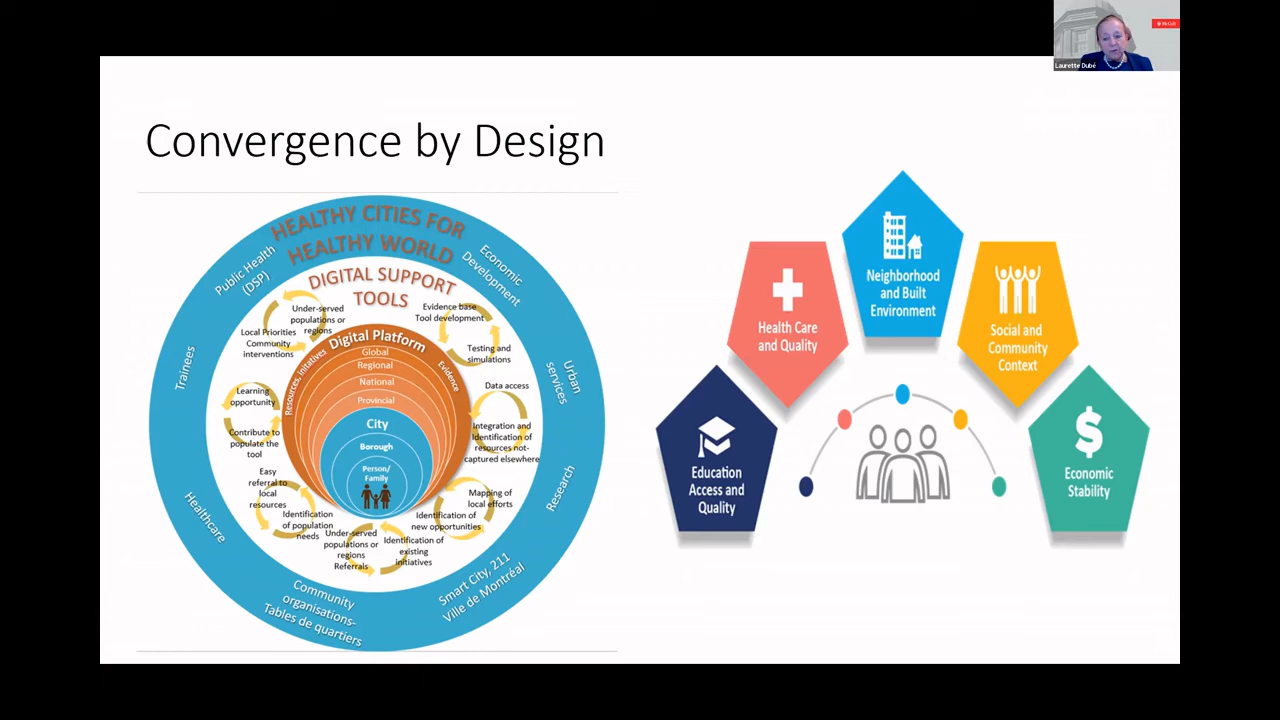 Laurette Dubé
Convergence by Design
HEALTHY CITIES FOR
HEALTHY WORLD
Public Health
(DSP)
Economic
Development
Trainees
Urban
services
Healthcare
Research
Community
organisations-
Tables de quartiers
Smart City, 211
Ville de Montréal
DIGITAL SUPPORT
TOOLS
Under-served
populations or
regions
Local Priorities
Community
interventions
Evidence base
Tool development
Testing and
simulations
Learning
opportunity
Contribute to
populate the
tool
Data access
Integration and
Identification of
resources not-
captured elsewhere
Easy
referral to
local
resources
Identification
of population
needs
Mapping of
local efforts
Identification of
new opportunities
Under-served
populations or
regions
Referrals
Identification of
existing
initiatives
Digital Platform
Resources, Initiatives
Evidence
Global
Regional
National
Provincial
City
Borough
Person/
Family
Education
Access and
Quality
Health Care
and Quality
Neighborhood
and Built
Environment
Social and
Community
Context
$
Economic
Stability